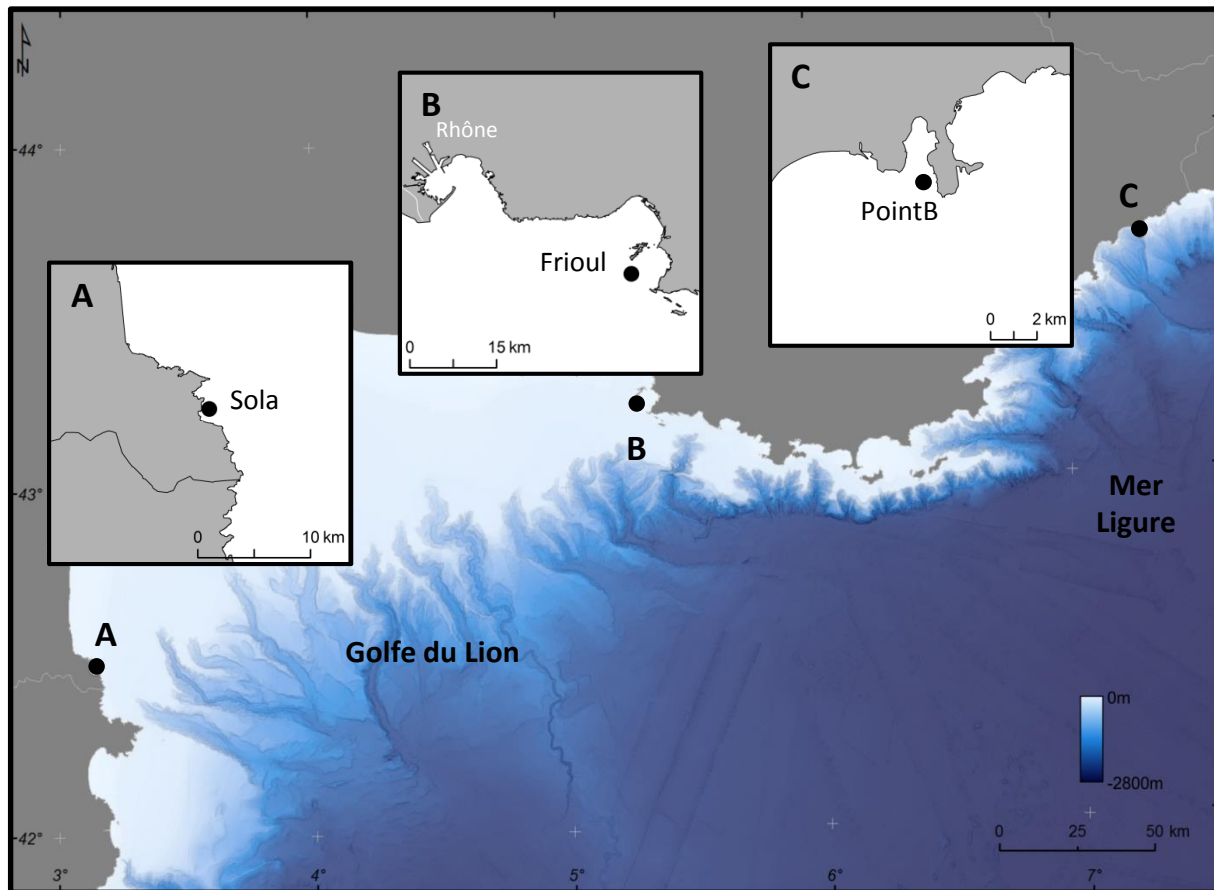 N
44°
43°
42°
3°
4°
5°
6°
7°
A
Sola
0 10 km
B
Rhône
Frioul
0 15 km
C
PointB
0 2 km
C
B
A
Golfe du Lion
Mer
Ligure
0m
-2800m
0 25 50 km